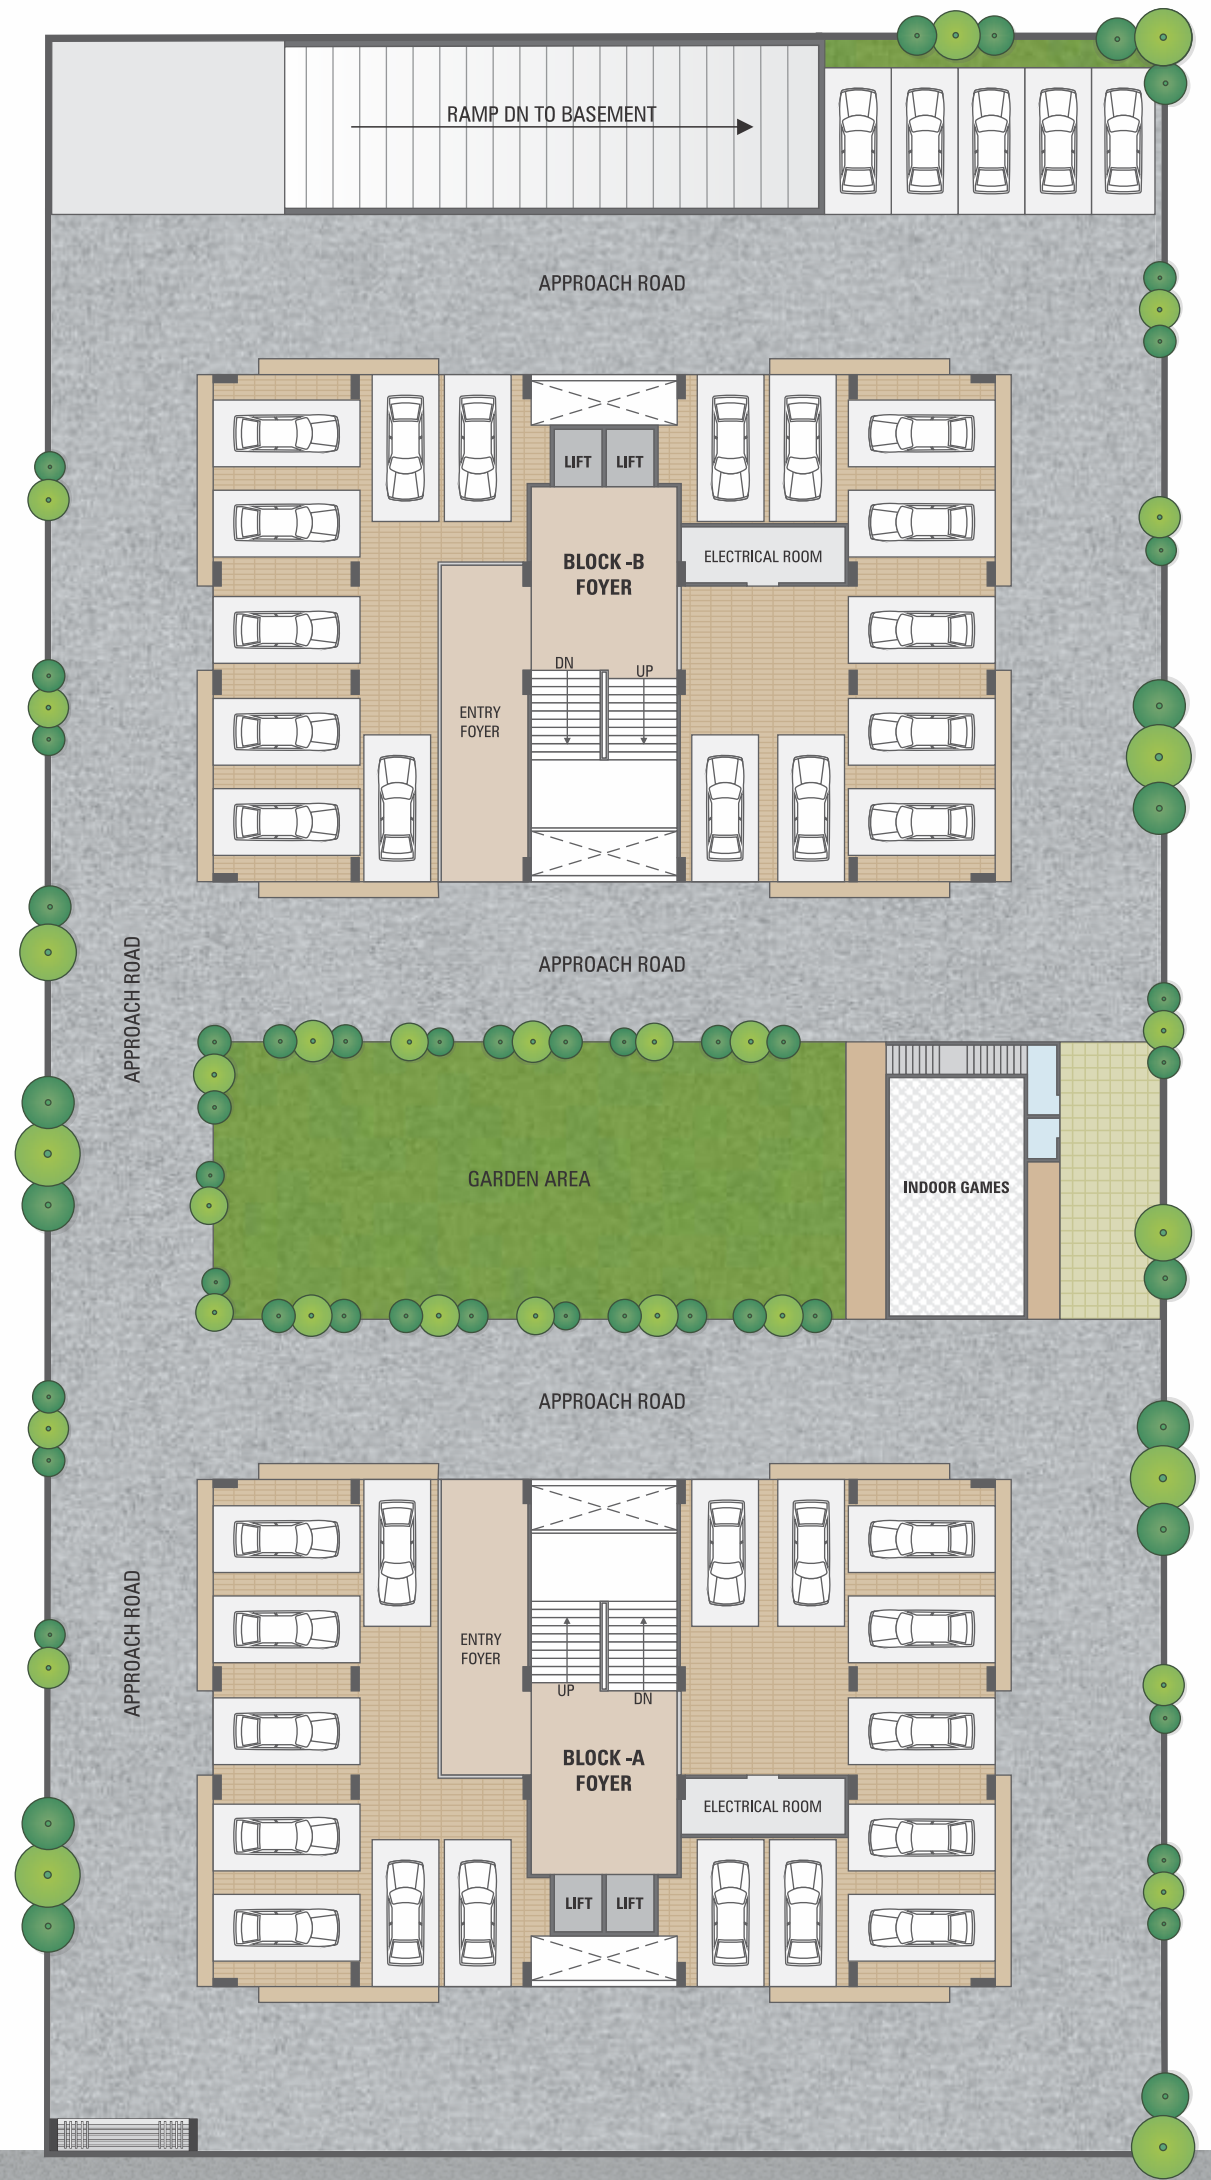 RAMP DN TO BASEMENT
APPROACH ROAD
LIFT
LIFT
BLOCK -B
FOYER
ELECTRICAL ROOM
DN
UP
ENTRY
FOYER
APPROACH ROAD
APPROACH ROAD
GARDEN AREA
INDOOR GAMES
APPROACH ROAD
APPROACH ROAD
ENTRY
FOYER
UP
DN
BLOCK -A
FOYER
ELECTRICAL ROOM
LIFT
LIFT